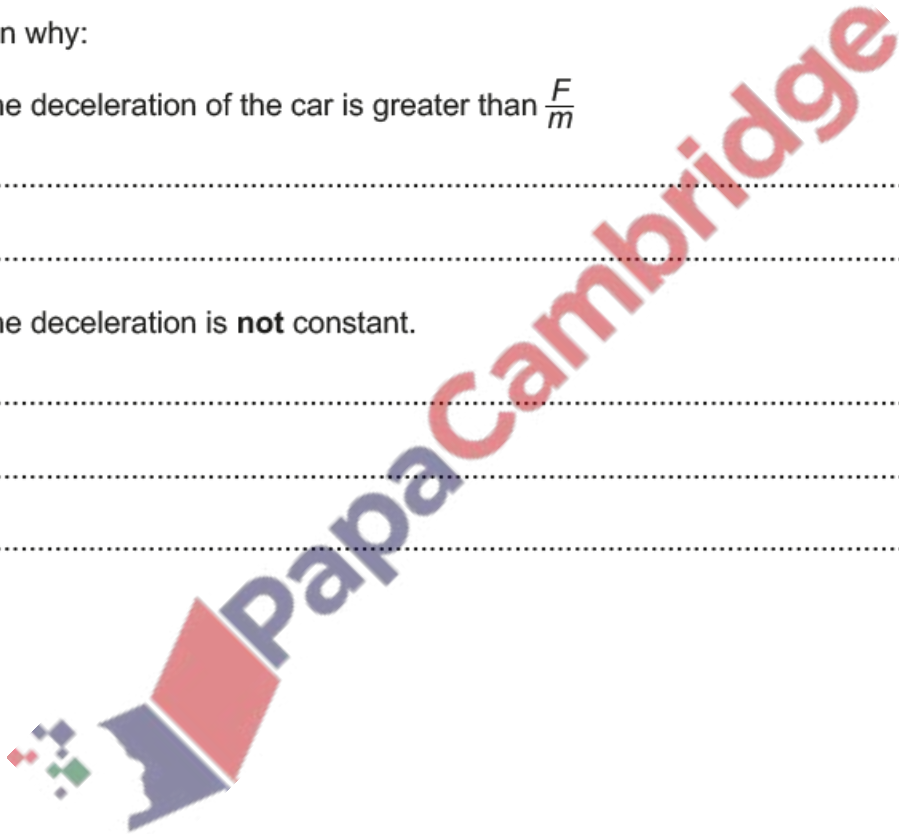 n why:
he deceleration of the car is greater than F/m
he deceleration is not constant.
PapaCambridge